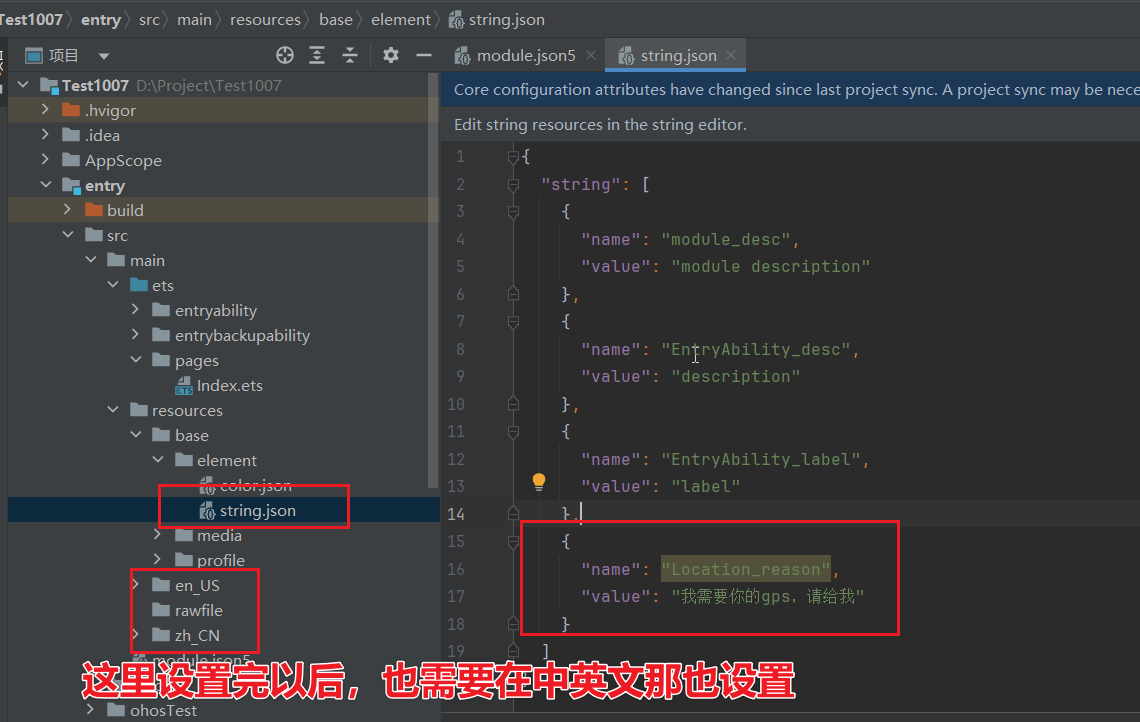 Test1007 〉 entry 〉 src 〉 main 〉 resources 〉 base 〉 element 〉 string.json
项目
module.json5 × string.json ×
Test1007 D:\Project\Test1007
.hvigor
.idea
AppScope
entry
build
src
main
ets
entryability
entrybackupability
pages
Index.ets
resources
base
element
color.json
string.json
media
profile
en_US
rawfile
zh_CN
module.json5
ohosTest
Core configuration attributes have changed since last project sync. A project sync may be nece
Edit string resources in the string editor.
1 {
2 "string": [
3 {
4 "name": "module_desc",
5 "value": "module description"
6 },
7 {
8 "name": "EntryAbility_desc",
9 "value": "description"
10 },
11 {
12 "name": "EntryAbility_label",
13 "value": "label"
14 },
15 {
16 "name": "Location_reason",
17 "value": "我需要你的gps，请给我"
18 }
19 ]
这里设置完以后，也需要在中英文那也设置